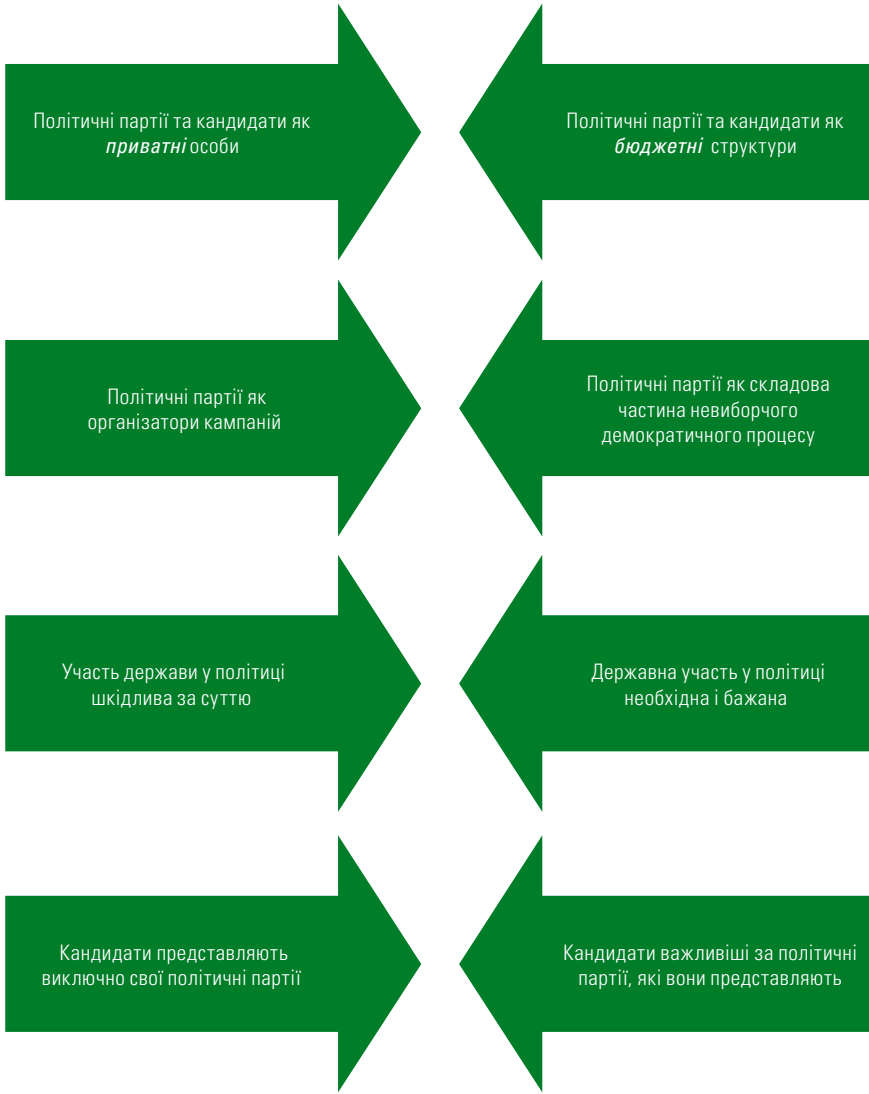 Політичні партії та кандидати як
приватні особи
Політичні партії та кандидати як
бюджетні структури
Політичні партії як
організатори кампаній
Політичні партії як складова
частина невиборчого
демократичного процесу
Участь держави у політиці
шкідлива за суттю
Державна участь у політиці
необхідна і бажана
Кандидати представляють
виключно свої політичні партії
Кандидати важливіші за політичні
партії, які вони представляють